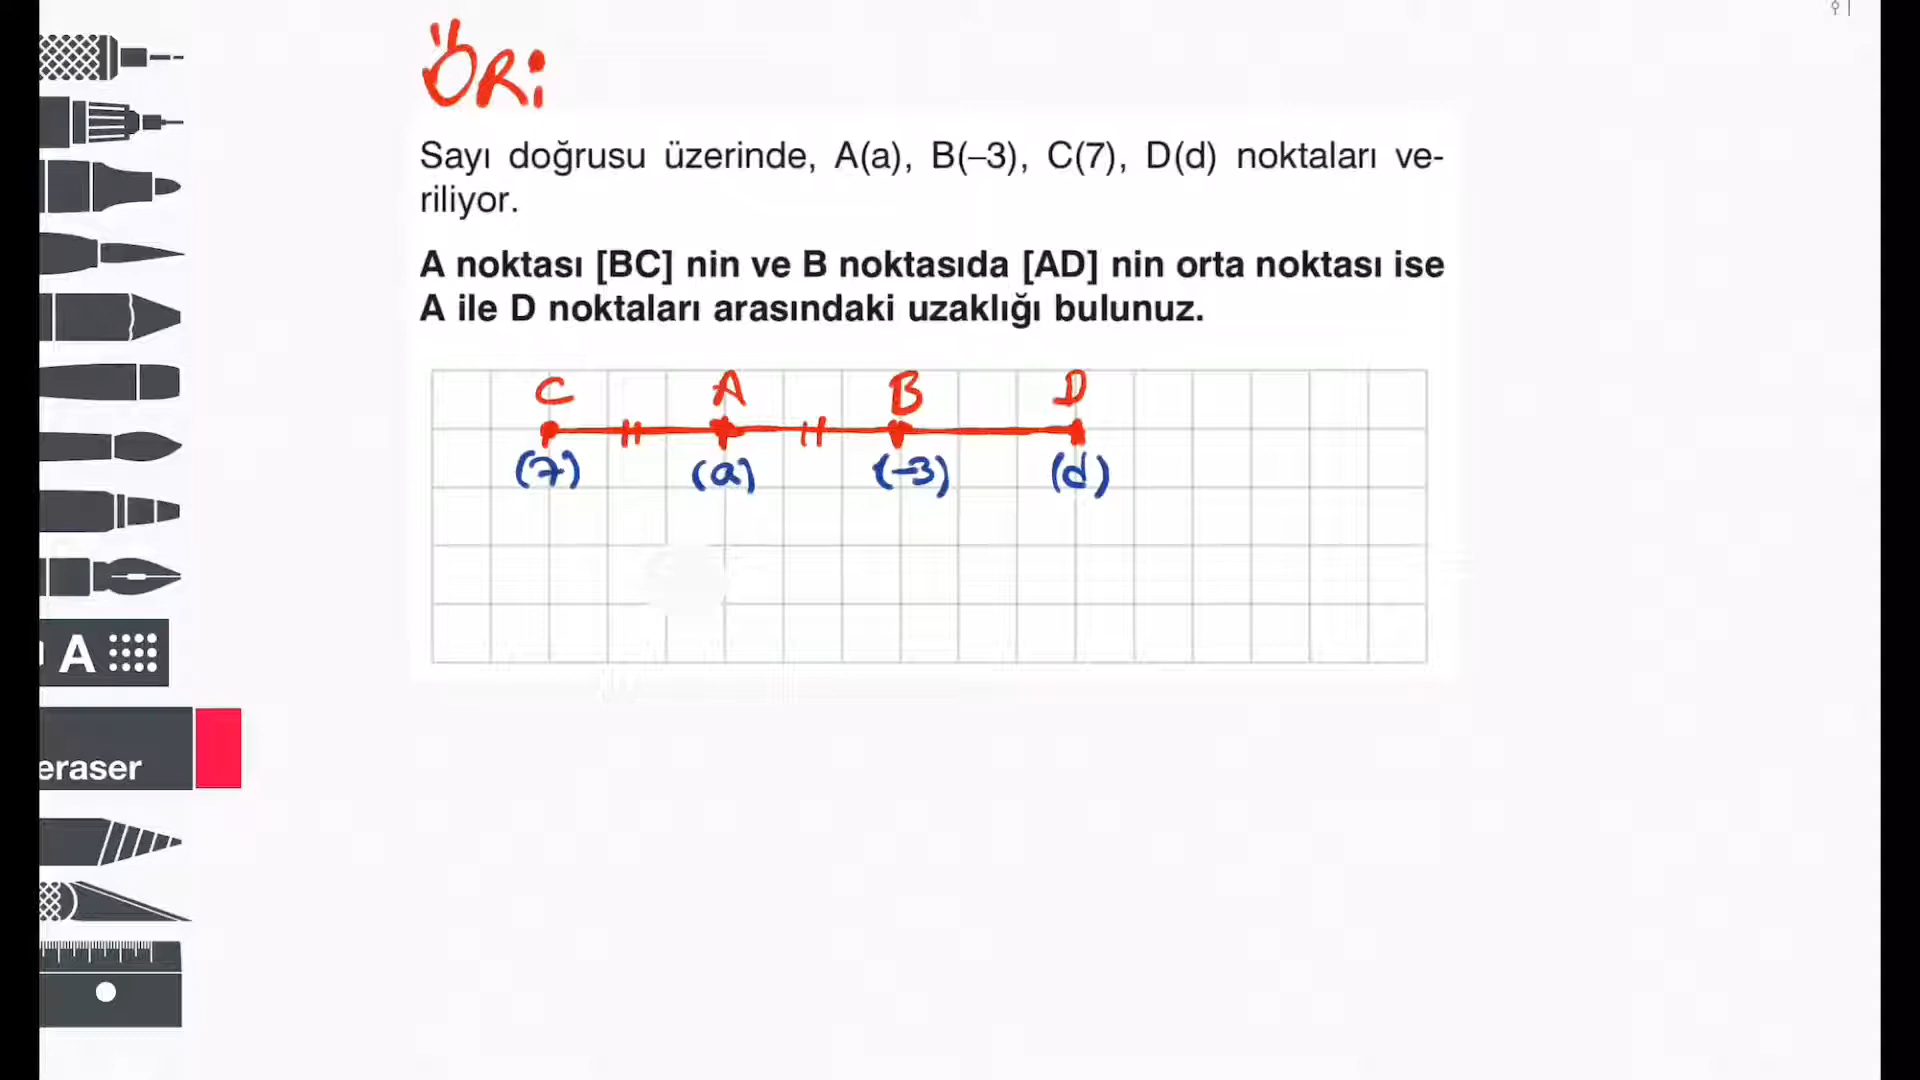 ÖR:
Sayı doğrusu üzerinde, A(a), B(–3), C(7), D(d) noktaları ve-
riliyor.
A noktası [BC] nin ve B noktasıda [AD] nin orta noktası ise
A ile D noktaları arasındaki uzaklığı bulunuz.
C A B D
(7) (a) (-3) (d)
A
eraser